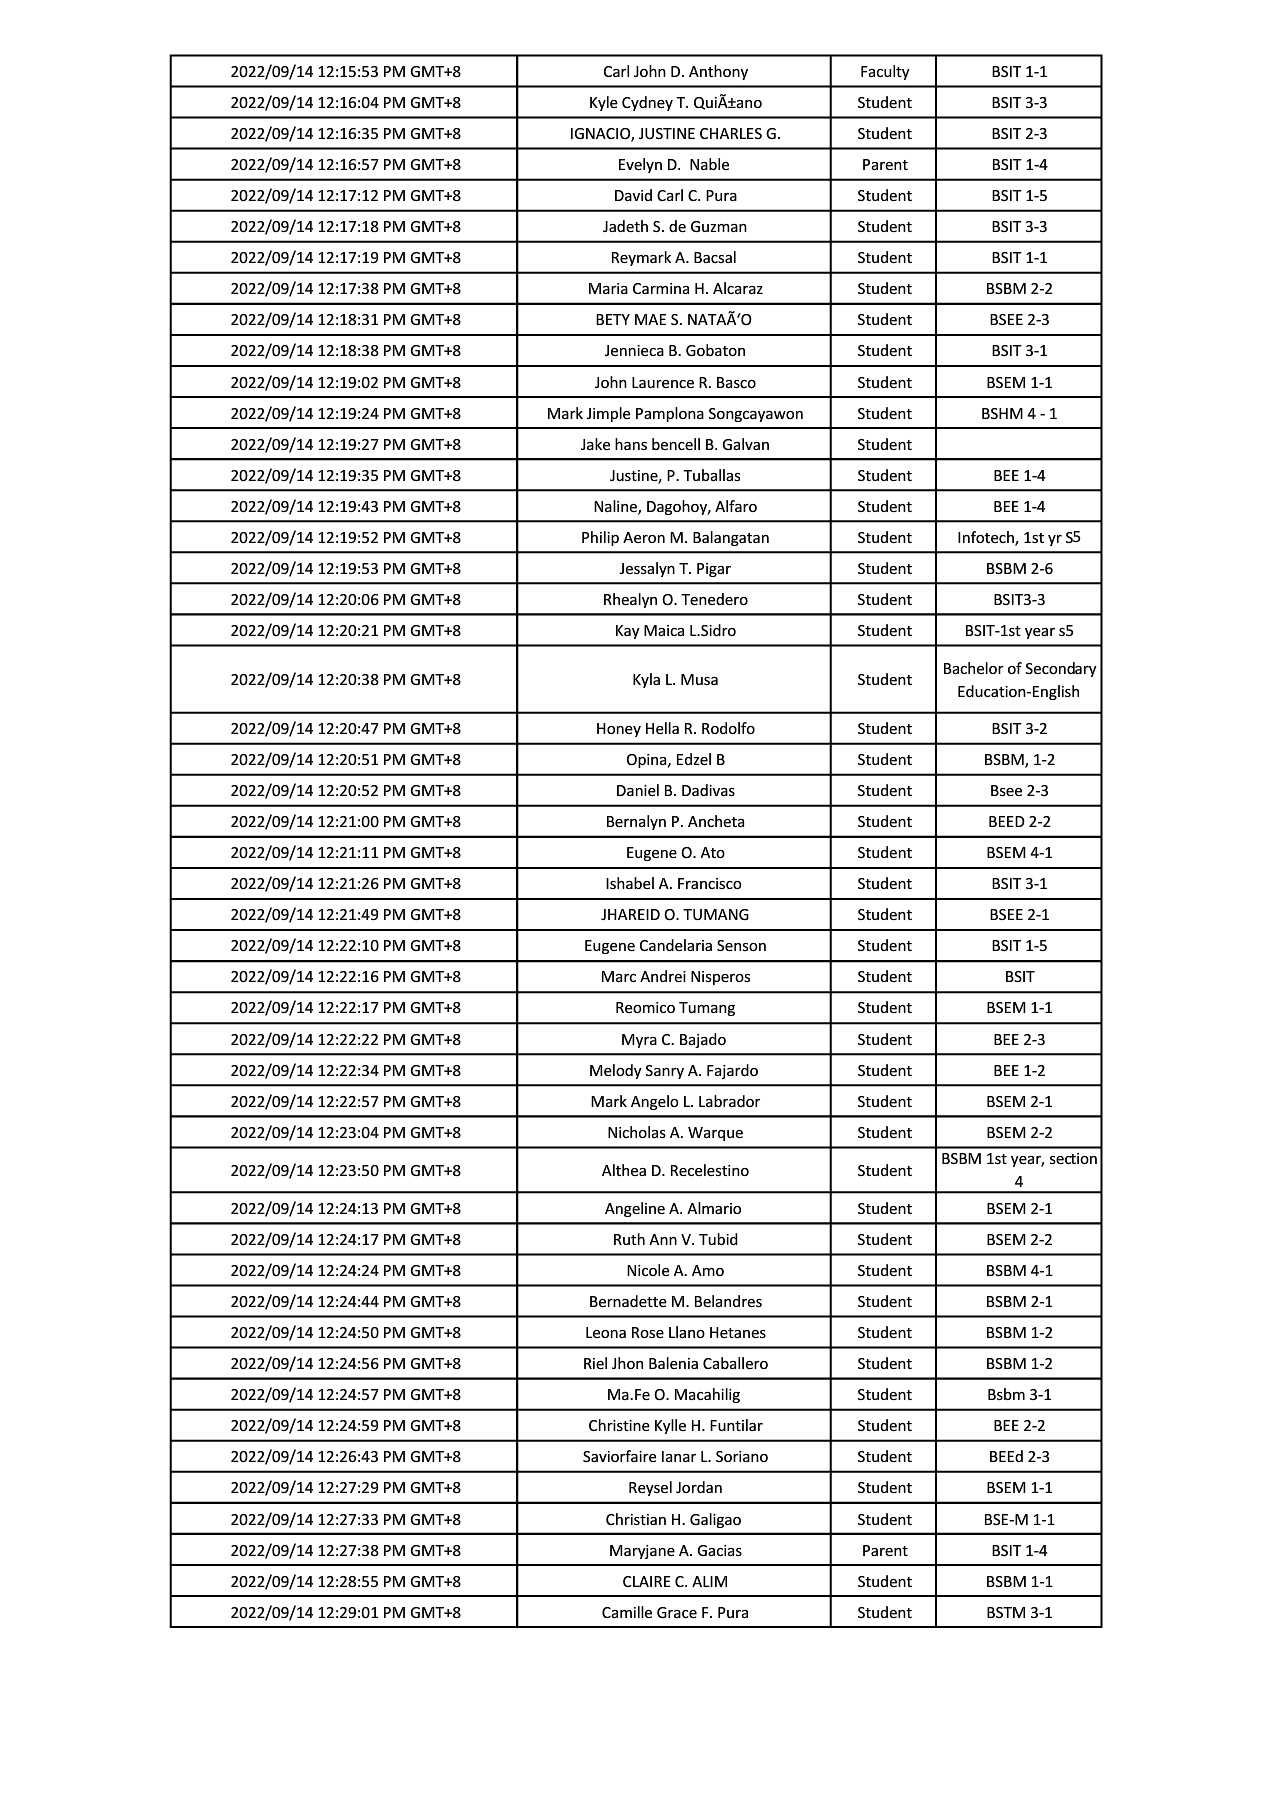 2022/09/14 12:15:53 PM GMT+8 Carl John D. Anthony Faculty BSIT 1-1
2022/09/14 12:16:04 PM GMT+8 Kyle Cydney T. QuiÃ±ano Student BSIT 3-3
2022/09/14 12:16:35 PM GMT+8 IGNACIO, JUSTINE CHARLES G. Student BSIT 2-3
2022/09/14 12:16:57 PM GMT+8 Evelyn D.  Nable Parent BSIT 1-4
2022/09/14 12:17:12 PM GMT+8 David Carl C. Pura Student BSIT 1-5
2022/09/14 12:17:18 PM GMT+8 Jadeth S. de Guzman Student BSIT 3-3
2022/09/14 12:17:19 PM GMT+8 Reymark A. Bacsal Student BSIT 1-1
2022/09/14 12:17:38 PM GMT+8 Maria Carmina H. Alcaraz Student BSBM 2-2
2022/09/14 12:18:31 PM GMT+8 BETY MAE S. NATAÃ‘O Student BSEE 2-3
2022/09/14 12:18:38 PM GMT+8 Jennieca B. Gobaton Student BSIT 3-1
2022/09/14 12:19:02 PM GMT+8 John Laurence R. Basco Student BSEM 1-1
2022/09/14 12:19:24 PM GMT+8 Mark Jimple Pamplona Songcayawon Student BSHM 4 - 1
2022/09/14 12:19:27 PM GMT+8 Jake hans bencell B. Galvan Student
2022/09/14 12:19:35 PM GMT+8 Justine, P. Tuballas Student BEE 1-4
2022/09/14 12:19:43 PM GMT+8 Naline, Dagohoy, Alfaro Student BEE 1-4
2022/09/14 12:19:52 PM GMT+8 Philip Aeron M. Balangatan Student Infotech, 1st yr S5
2022/09/14 12:19:53 PM GMT+8 Jessalyn T. Pigar Student BSBM 2-6
2022/09/14 12:20:06 PM GMT+8 Rhealyn O. Tenedero Student BSIT3-3
2022/09/14 12:20:21 PM GMT+8 Kay Maica L.Sidro Student BSIT-1st year s5
2022/09/14 12:20:38 PM GMT+8 Kyla L. Musa Student Bachelor of Secondary
Education-English
2022/09/14 12:20:47 PM GMT+8 Honey Hella R. Rodolfo Student BSIT 3-2
2022/09/14 12:20:51 PM GMT+8 Opina, Edzel B Student BSBM, 1-2
2022/09/14 12:20:52 PM GMT+8 Daniel B. Dadivas Student Bsee 2-3
2022/09/14 12:21:00 PM GMT+8 Bernalyn P. Ancheta Student BEED 2-2
2022/09/14 12:21:11 PM GMT+8 Eugene O. Ato Student BSEM 4-1
2022/09/14 12:21:26 PM GMT+8 Ishabel A. Francisco Student BSIT 3-1
2022/09/14 12:21:49 PM GMT+8 JHAREID O. TUMANG Student BSEE 2-1
2022/09/14 12:22:10 PM GMT+8 Eugene Candelaria Senson Student BSIT 1-5
2022/09/14 12:22:16 PM GMT+8 Marc Andrei Nisperos Student BSIT
2022/09/14 12:22:17 PM GMT+8 Reomico Tumang Student BSEM 1-1
2022/09/14 12:22:22 PM GMT+8 Myra C. Bajado Student BEE 2-3
2022/09/14 12:22:34 PM GMT+8 Melody Sanry A. Fajardo Student BEE 1-2
2022/09/14 12:22:57 PM GMT+8 Mark Angelo L. Labrador Student BSEM 2-1
2022/09/14 12:23:04 PM GMT+8 Nicholas A. Warque Student BSEM 2-2
2022/09/14 12:23:50 PM GMT+8 Althea D. Recelestino Student BSBM 1st year, section
4
2022/09/14 12:24:13 PM GMT+8 Angeline A. Almario Student BSEM 2-1
2022/09/14 12:24:17 PM GMT+8 Ruth Ann V. Tubid Student BSEM 2-2
2022/09/14 12:24:24 PM GMT+8 Nicole A. Amo Student BSBM 4-1
2022/09/14 12:24:44 PM GMT+8 Bernadette M. Belandres Student BSBM 2-1
2022/09/14 12:24:50 PM GMT+8 Leona Rose Llano Hetanes Student BSBM 1-2
2022/09/14 12:24:56 PM GMT+8 Riel Jhon Balenia Caballero Student BSBM 1-2
2022/09/14 12:24:57 PM GMT+8 Ma.Fe O. Macahilig Student Bsbm 3-1
2022/09/14 12:24:59 PM GMT+8 Christine Kylle H. Funtilar Student BEE 2-2
2022/09/14 12:26:43 PM GMT+8 Saviorfaire Ianar L. Soriano Student BEEd 2-3
2022/09/14 12:27:29 PM GMT+8 Reysel Jordan Student BSEM 1-1
2022/09/14 12:27:33 PM GMT+8 Christian H. Galigao Student BSE-M 1-1
2022/09/14 12:27:38 PM GMT+8 Maryjane A. Gacias Parent BSIT 1-4
2022/09/14 12:28:55 PM GMT+8 CLAIRE C. ALIM Student BSBM 1-1
2022/09/14 12:29:01 PM GMT+8 Camille Grace F. Pura Student BSTM 3-1